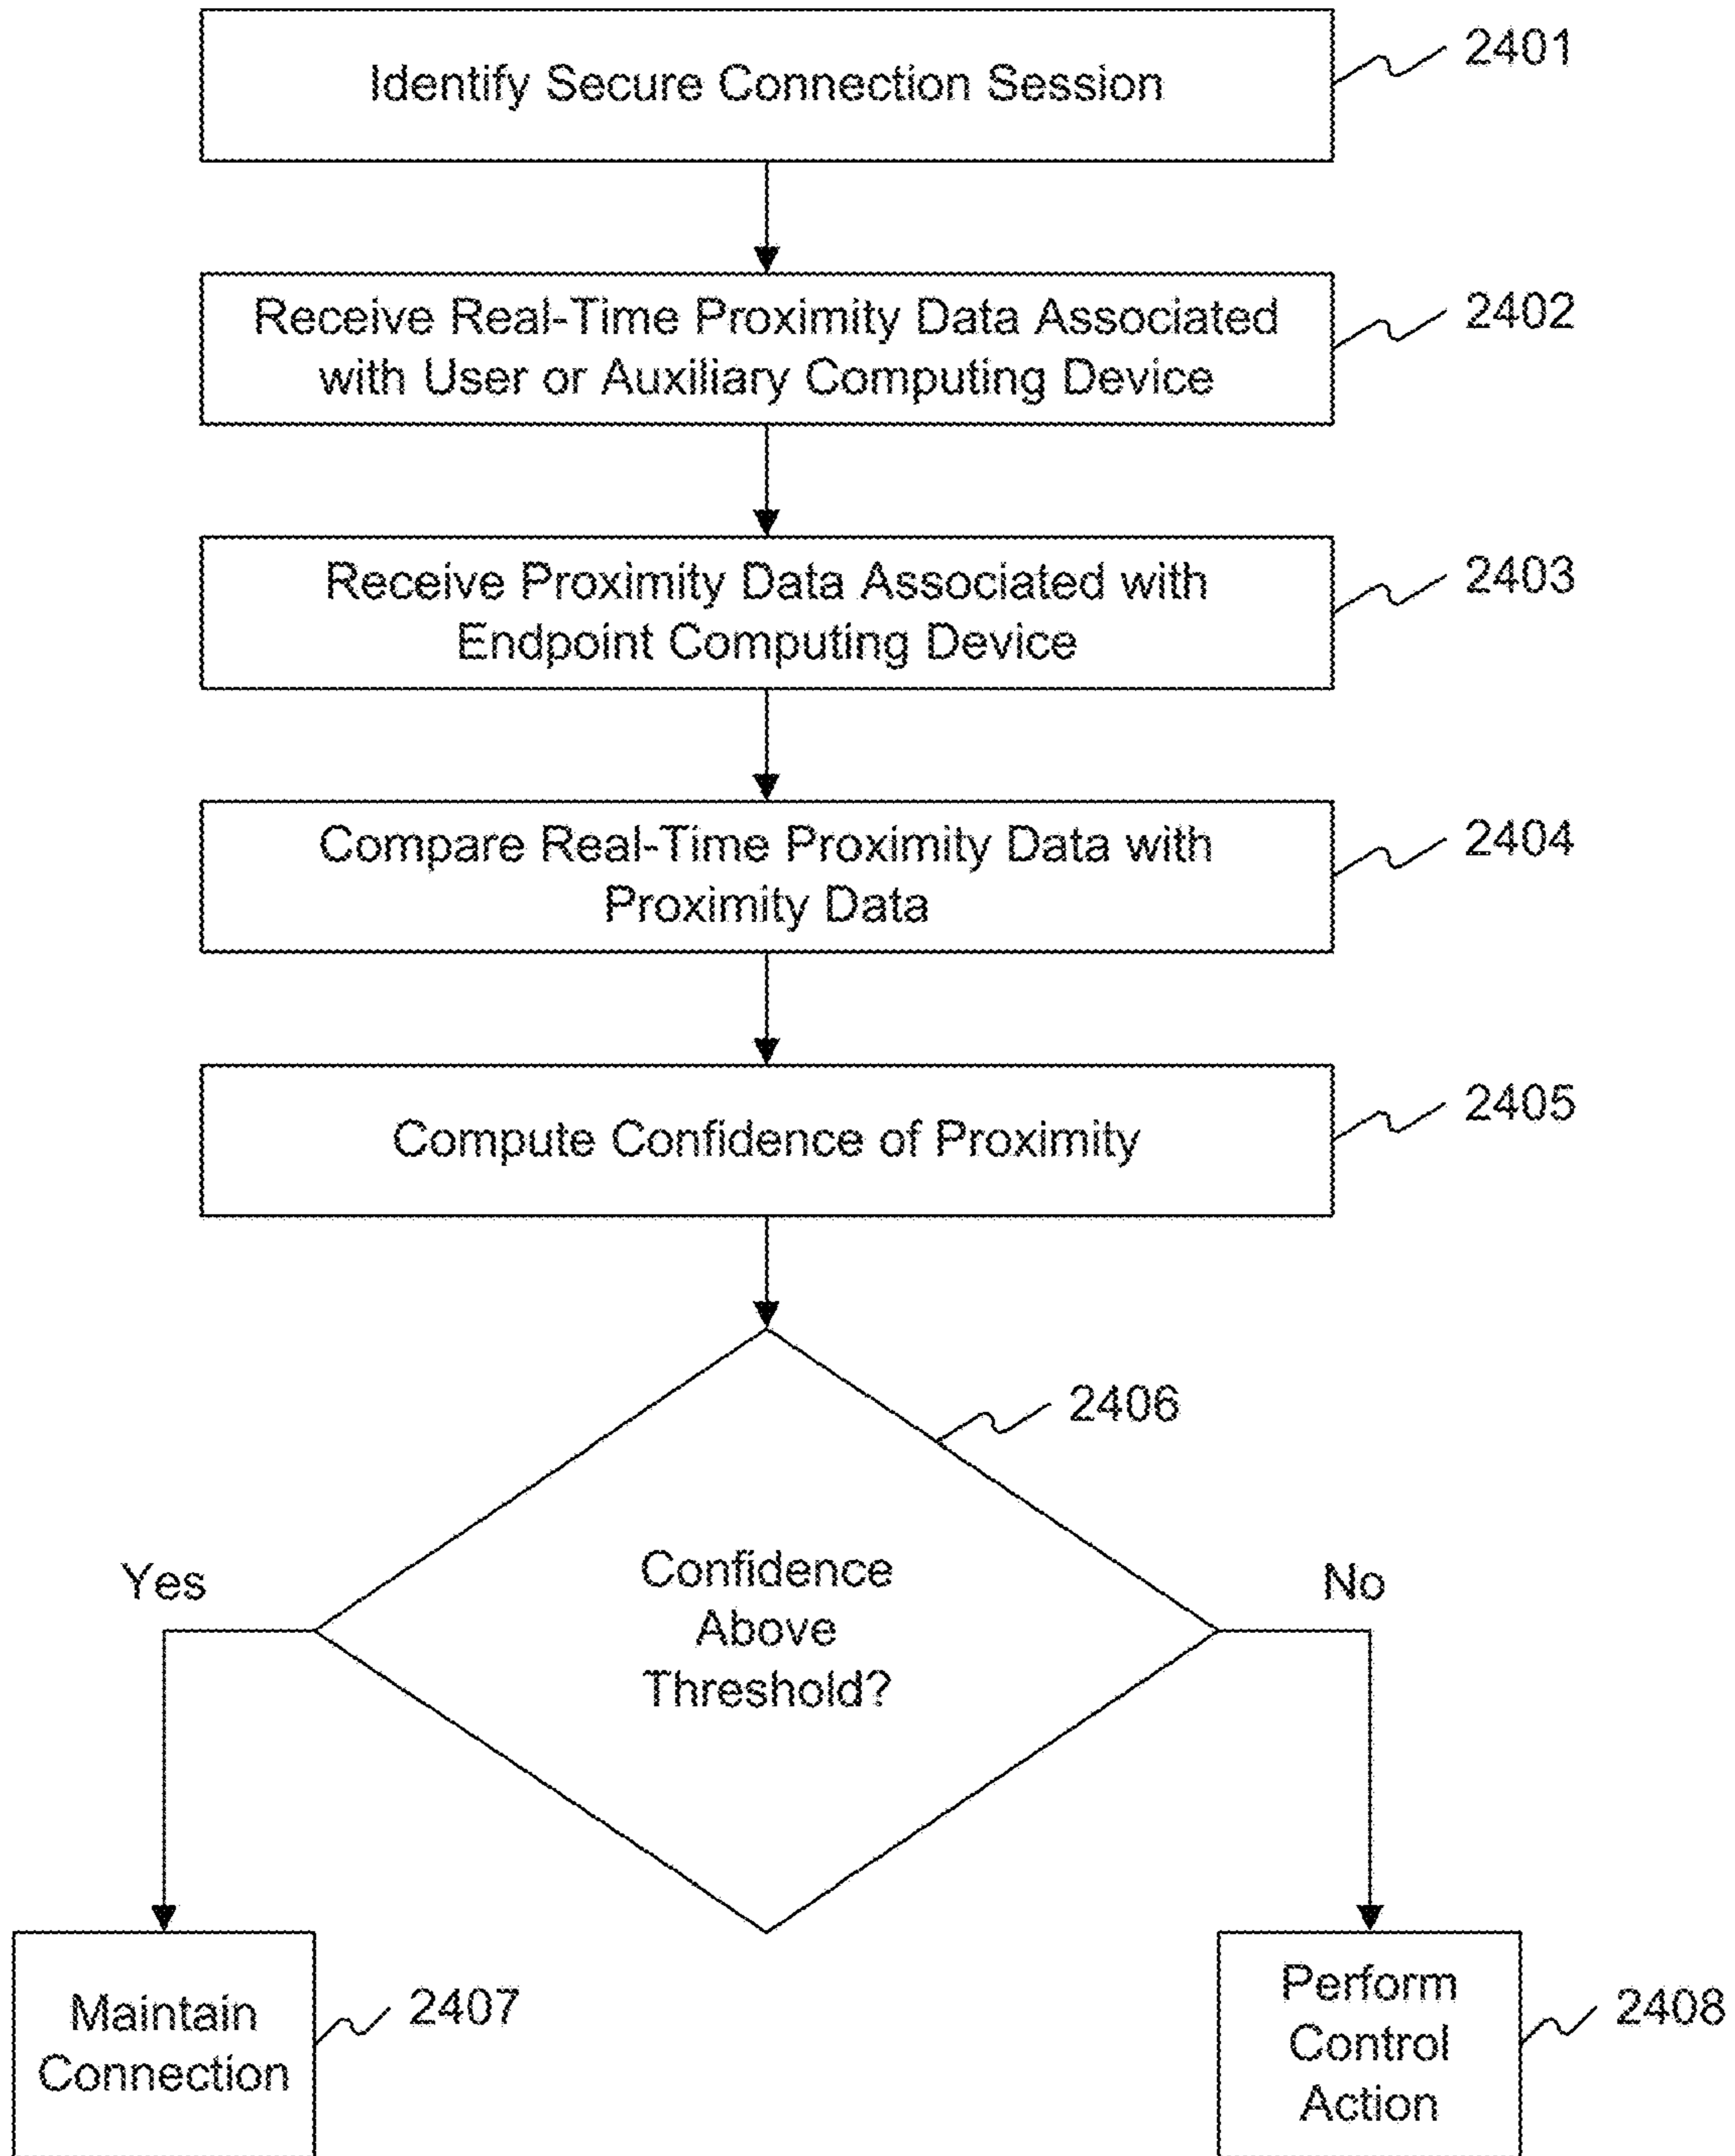 Identify Secure Connection Session
2401
Receive Real-Time Proximity Data Associated
with User or Auxiliary Computing Device
2402
Receive Proximity Data Associated with
Endpoint Computing Device
2403
Compare Real-Time Proximity Data with
Proximity Data
2404
Compute Confidence of Proximity
2405
2406
Confidence
Above
Threshold?
Yes
No
Maintain
Connection
2407
Perform
Control
Action
2408